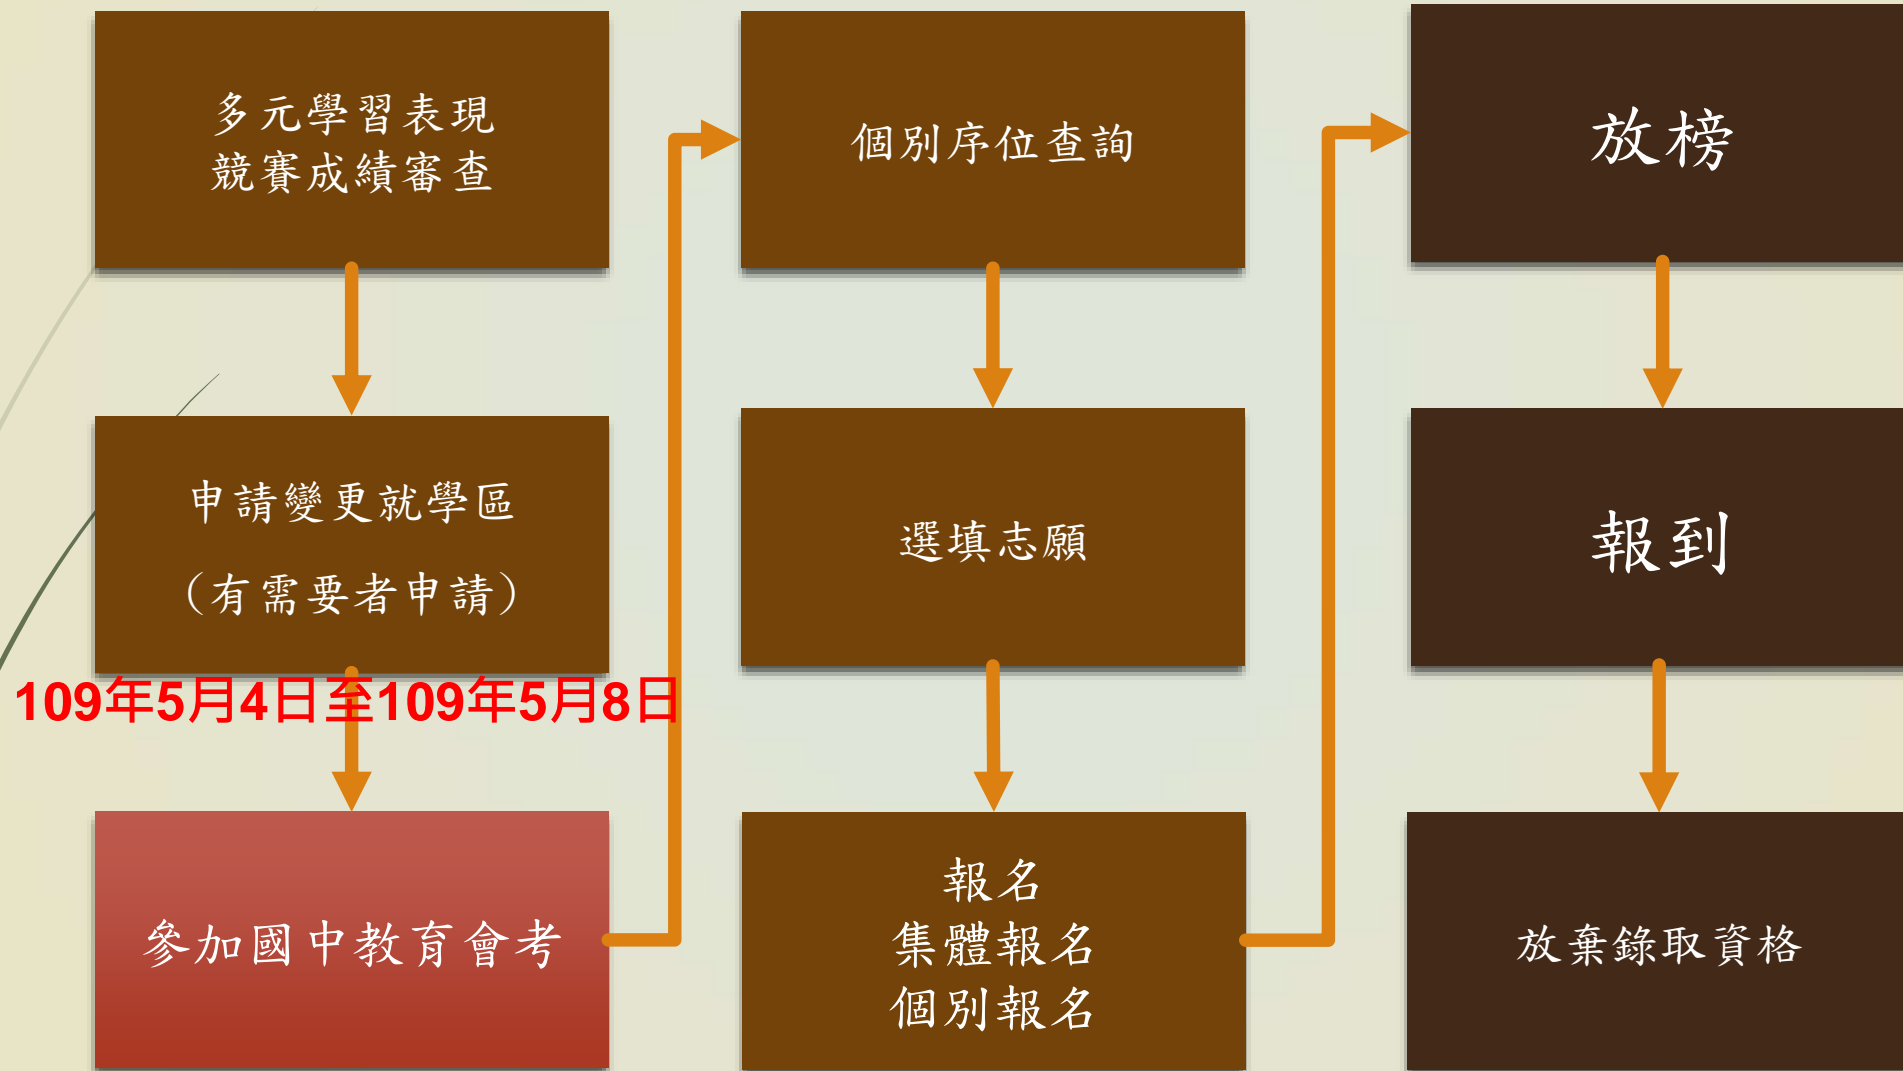 多元學習表現
競賽成績審查
申請變更就學區
（有需要者申請）
109年5月4日至109年5月8日
參加國中教育會考
個別序位查詢
選填志願
報名
集體報名
個別報名
放榜
報到
放棄錄取資格